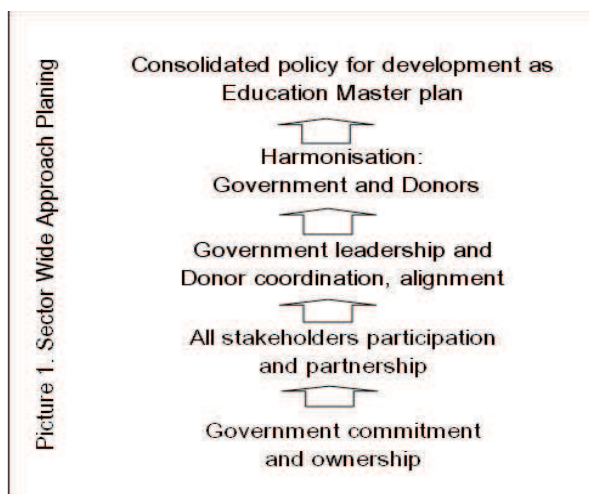 Picture 1. Sector Wide Approach Planing
Consolidated policy for development as
Education Master plan
Harmonisation:
Government and Donors
Government leadership and
Donor coordination, alignment
All stakeholders participation
and partnership
Government commitment
and ownership